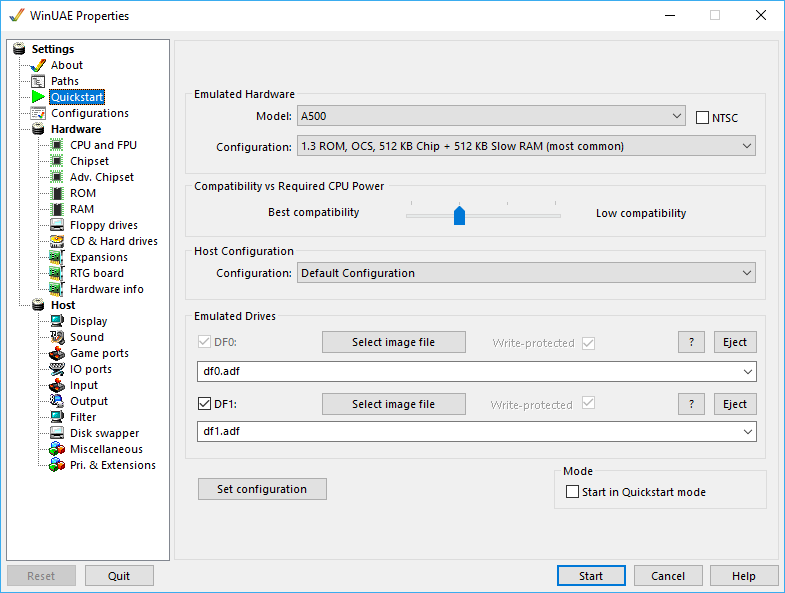 WinUAE Properties
Settings
About
Paths
Quickstart
Configurations
Hardware
CPU and FPU
Chipset
Adv. Chipset
ROM
RAM
Floppy drives
CD & Hard drives
Expansions
RTG board
Hardware info
Host
Display
Sound
Game ports
IO ports
Input
Output
Filter
Disk swapper
Miscellaneous
Pri. & Extensions
Emulated Hardware
Model: A500 NTSC
Configuration: 1.3 ROM, OCS, 512 KB Chip + 512 KB Slow RAM (most common)
Compatibility vs Required CPU Power
Best compatibility Low compatibility
Host Configuration
Configuration: Default Configuration
Emulated Drives
DF0: Select image file Write-protected ? Eject
df0.adf
DF1: Select image file Write-protected ? Eject
df1.adf
Set configuration
Mode
Start in Quickstart mode
Reset Quit Start Cancel Help